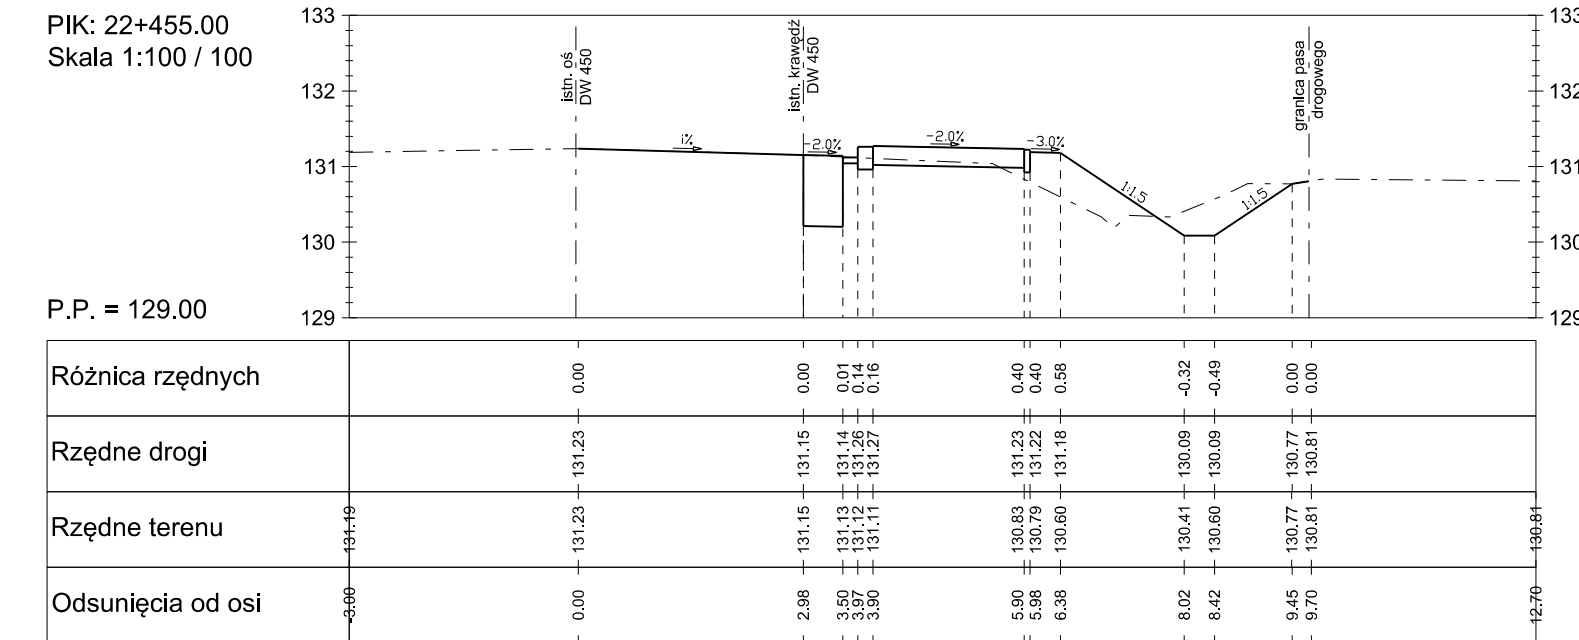 PIK: 22+455.00
Skala 1:100 / 100
P.P. = 129.00
133
132
131
130
129
133
132
131
130
129
istn. oś
DW 450
istn. krawędź
DW 450
granica pasa
drogowego
i%
-2.0%
-2.0%
-3.0%
1:1.5
1:1.5
Różnica rzędnych 0.00 0.00 0.01 0.14 0.16 0.40 0.40 0.58 -0.32 -0.49 0.00 0.00
Rzędne drogi 131.23 131.15 131.14 131.26 131.27 131.23 131.22 131.18 130.09 130.09 130.77 130.81
Rzędne terenu 131.19 131.23 131.15 131.13 131.12 131.11 130.83 130.79 130.60 130.41 130.60 130.77 130.81 130.81
Odsunięcia od osi -3.00 0.00 2.98 3.50 3.97 3.90 5.90 5.98 6.38 8.02 8.42 9.45 9.70 12.70